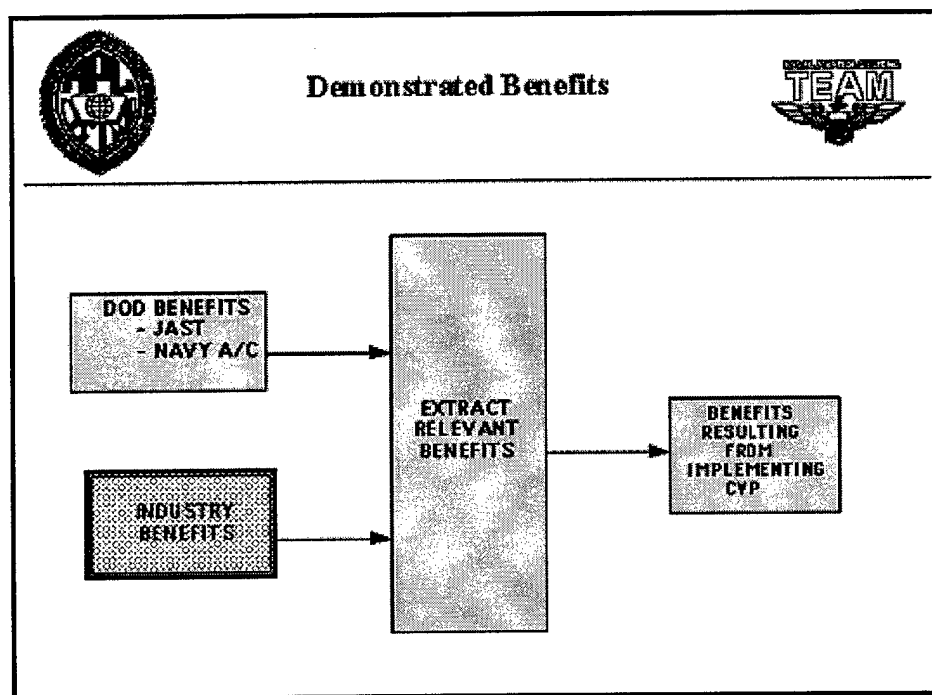 Demonstrated Benefits
TEAM
DOD BENEFITS
- JAST
- NAVY A/C
INDUSTRY
BENEFITS
EXTRACT
RELEVANT
BENEFITS
BENEFITS
RESULTING
FROM
IMPLEMENTING
CVP